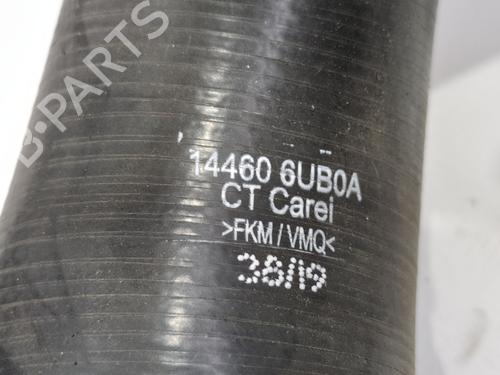 B-PARTS
14460 6UB0A
CT Carei
>FKM / VMQ<
38/19